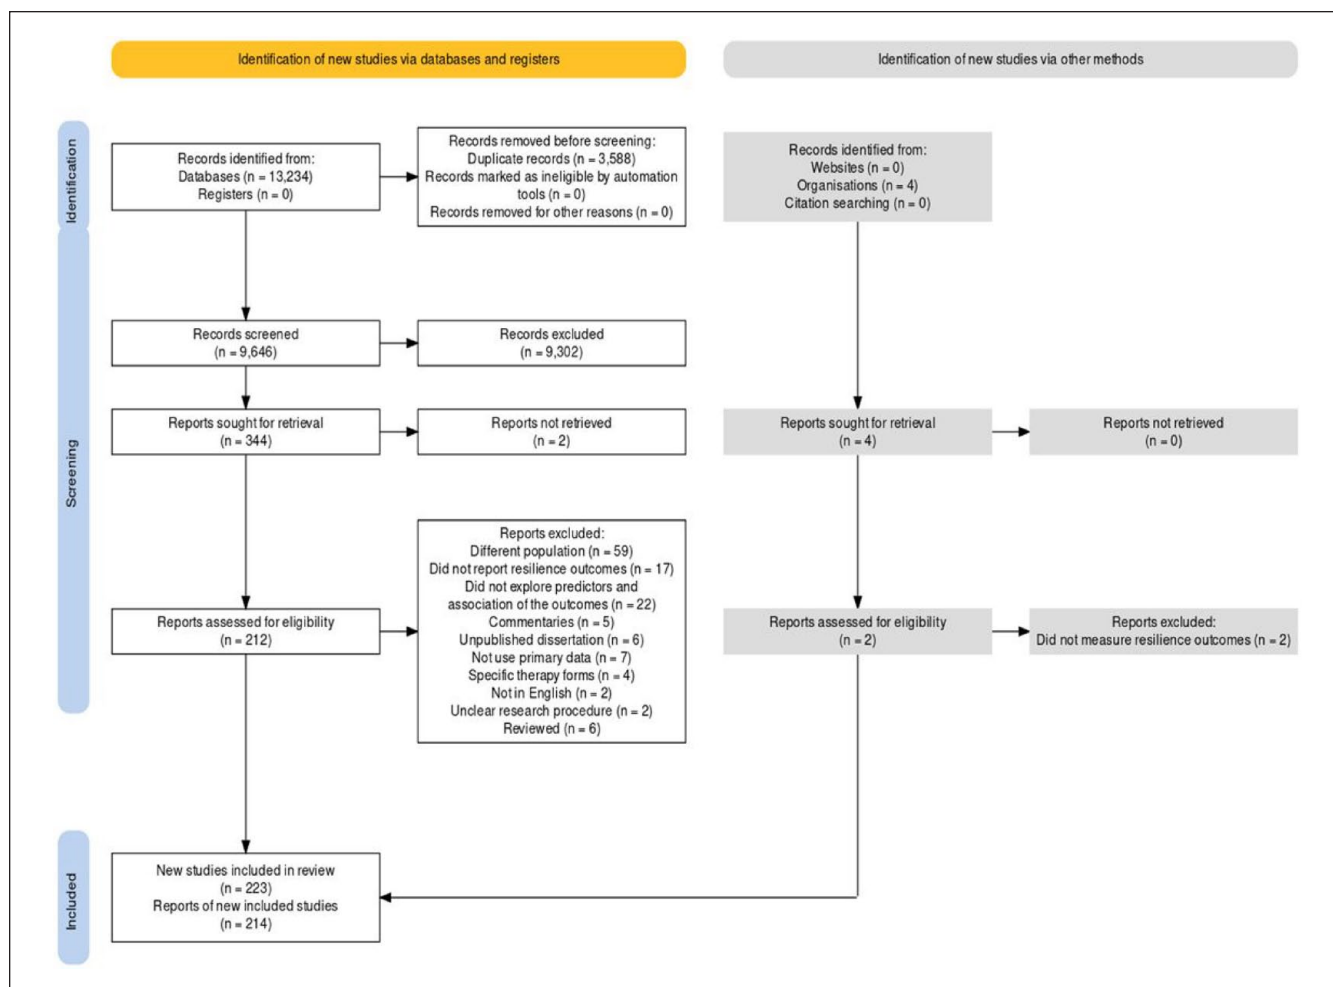 Identification of new studies via databases and registers
Identification of new studies via other methods
Identification
Records identified from:
Databases (n = 13,234)
Registers (n = 0)
Records removed before screening:
Duplicate records (n = 3,588)
Records marked as ineligible by automation
tools (n = 0)
Records removed for other reasons (n = 0)
Records identified from:
Websites (n = 0)
Organisations (n = 4)
Citation searching (n = 0)
Screening
Records screened
(n = 9,646)
Records excluded
(n = 9,302)
Reports sought for retrieval
(n = 344)
Reports not retrieved
(n = 2)
Reports sought for retrieval
(n = 4)
Reports not retrieved
(n = 0)
Reports assessed for eligibility
(n = 212)
Reports excluded:
Different population (n = 59)
Did not report resilience outcomes (n = 17)
Did not explore predictors and
association of the outcomes (n = 22)
Commentaries (n = 5)
Unpublished dissertation (n = 6)
Not use primary data (n = 7)
Specific therapy forms (n = 4)
Not in English (n = 2)
Unclear research procedure (n = 2)
Reviewed (n = 6)
Reports assessed for eligibility
(n = 2)
Reports excluded:
Did not measure resilience outcomes (n = 2)
Included
New studies included in review
(n = 223)
Reports of new included studies
(n = 214)